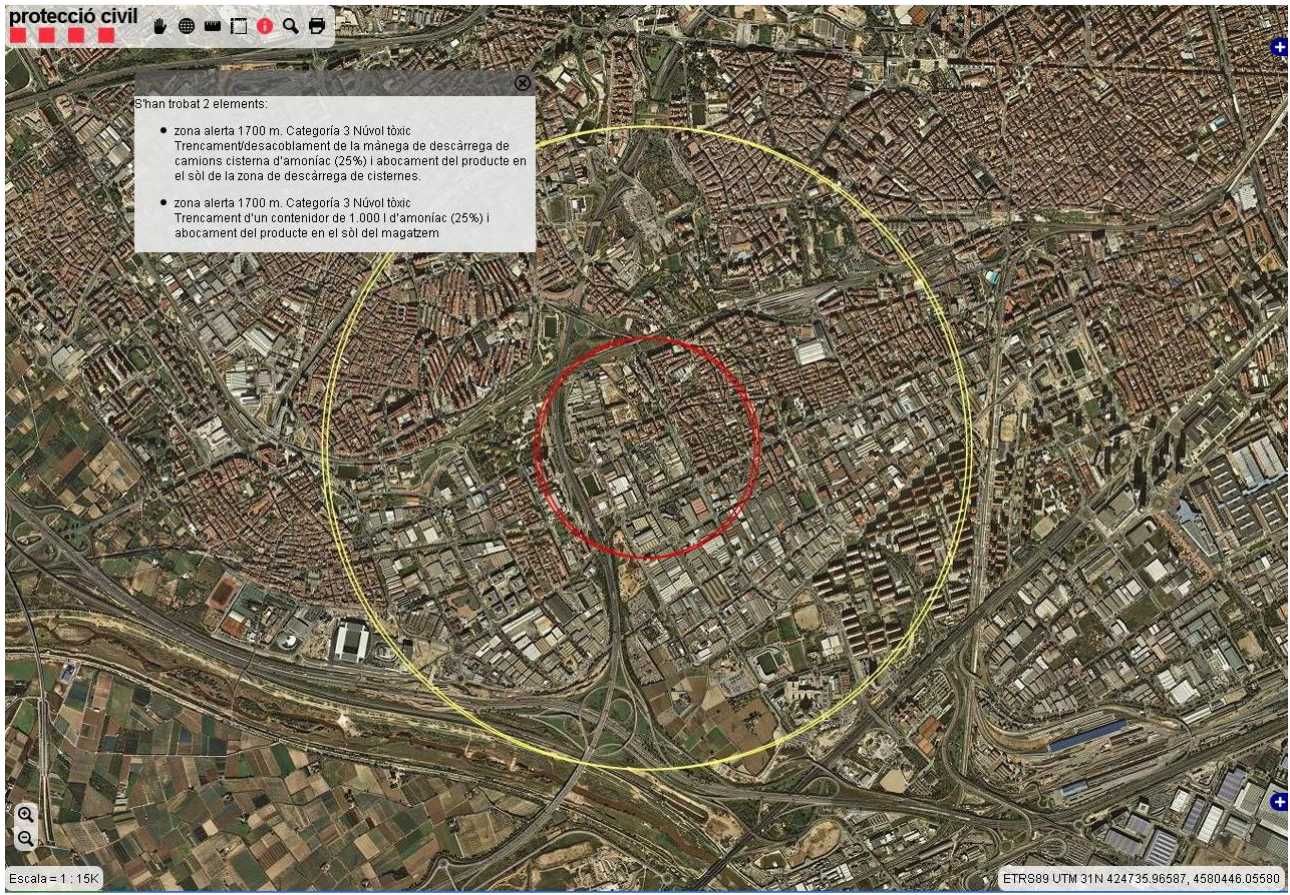 protecció civil
S'han trobat 2 elements:
zona alerta 1700 m. Categoría 3 Núvol tòxic
Trencament/desacoblament de la mànega de descàrrega de
camions cisterna d'amoníac (25%) i abocament del producte en
el sòl de la zona de descàrrega de cisternes.
zona alerta 1700 m. Categoría 3 Núvol tòxic
Trencament d'un contenidor de 1.000 l d'amoníac (25%) i
abocament del producte en el sòl del magatzem
Escala = 1 : 15K
ETRS89 UTM 31N 424735.96587, 4580446.05580